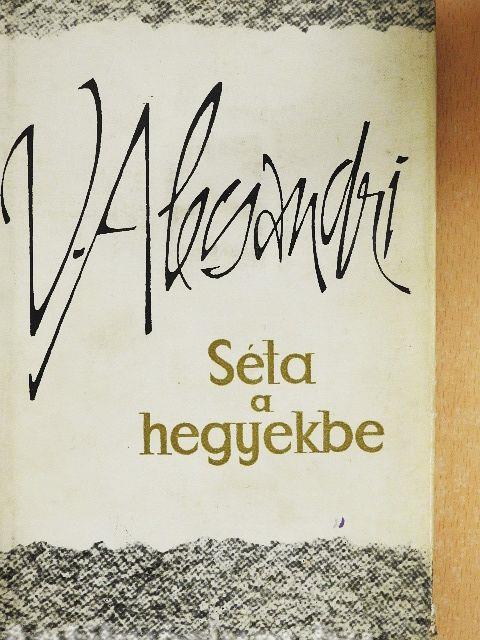 V. Alecsandri
Séta
a
hegyekbe